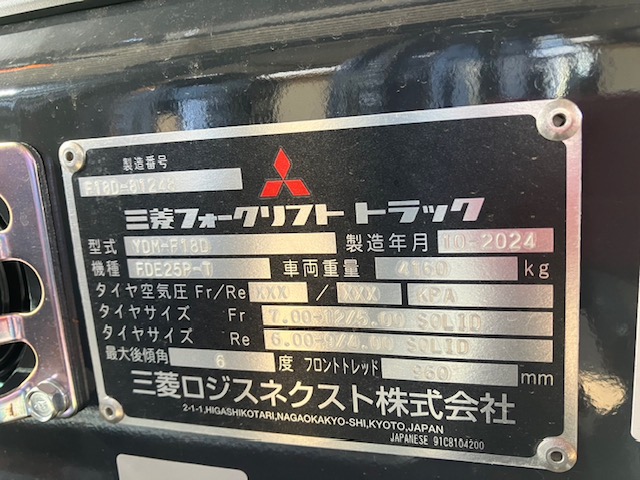 製造番号
F18D-8124
三菱フォークリフト トラック
型式 YDM-F18D 製造年月 10-2024
機種 FDE25P-T 車両重量 4160 kg
タイヤ空気圧 Fr/Re XXX / XXX KPA
タイヤサイズ Fr 7.00-12/5.00 SOLID
タイヤサイズ Re 6.00-9/4.00 SOLID
最大後傾角 6 度 フロントトレッド 960 mm
三菱ロジスネクスト株式会社
2-1-1,HIGASHIKOTARI,NAGAOKAKYO-SHI,KYOTO,JAPAN
JAPANESE 91C8104200